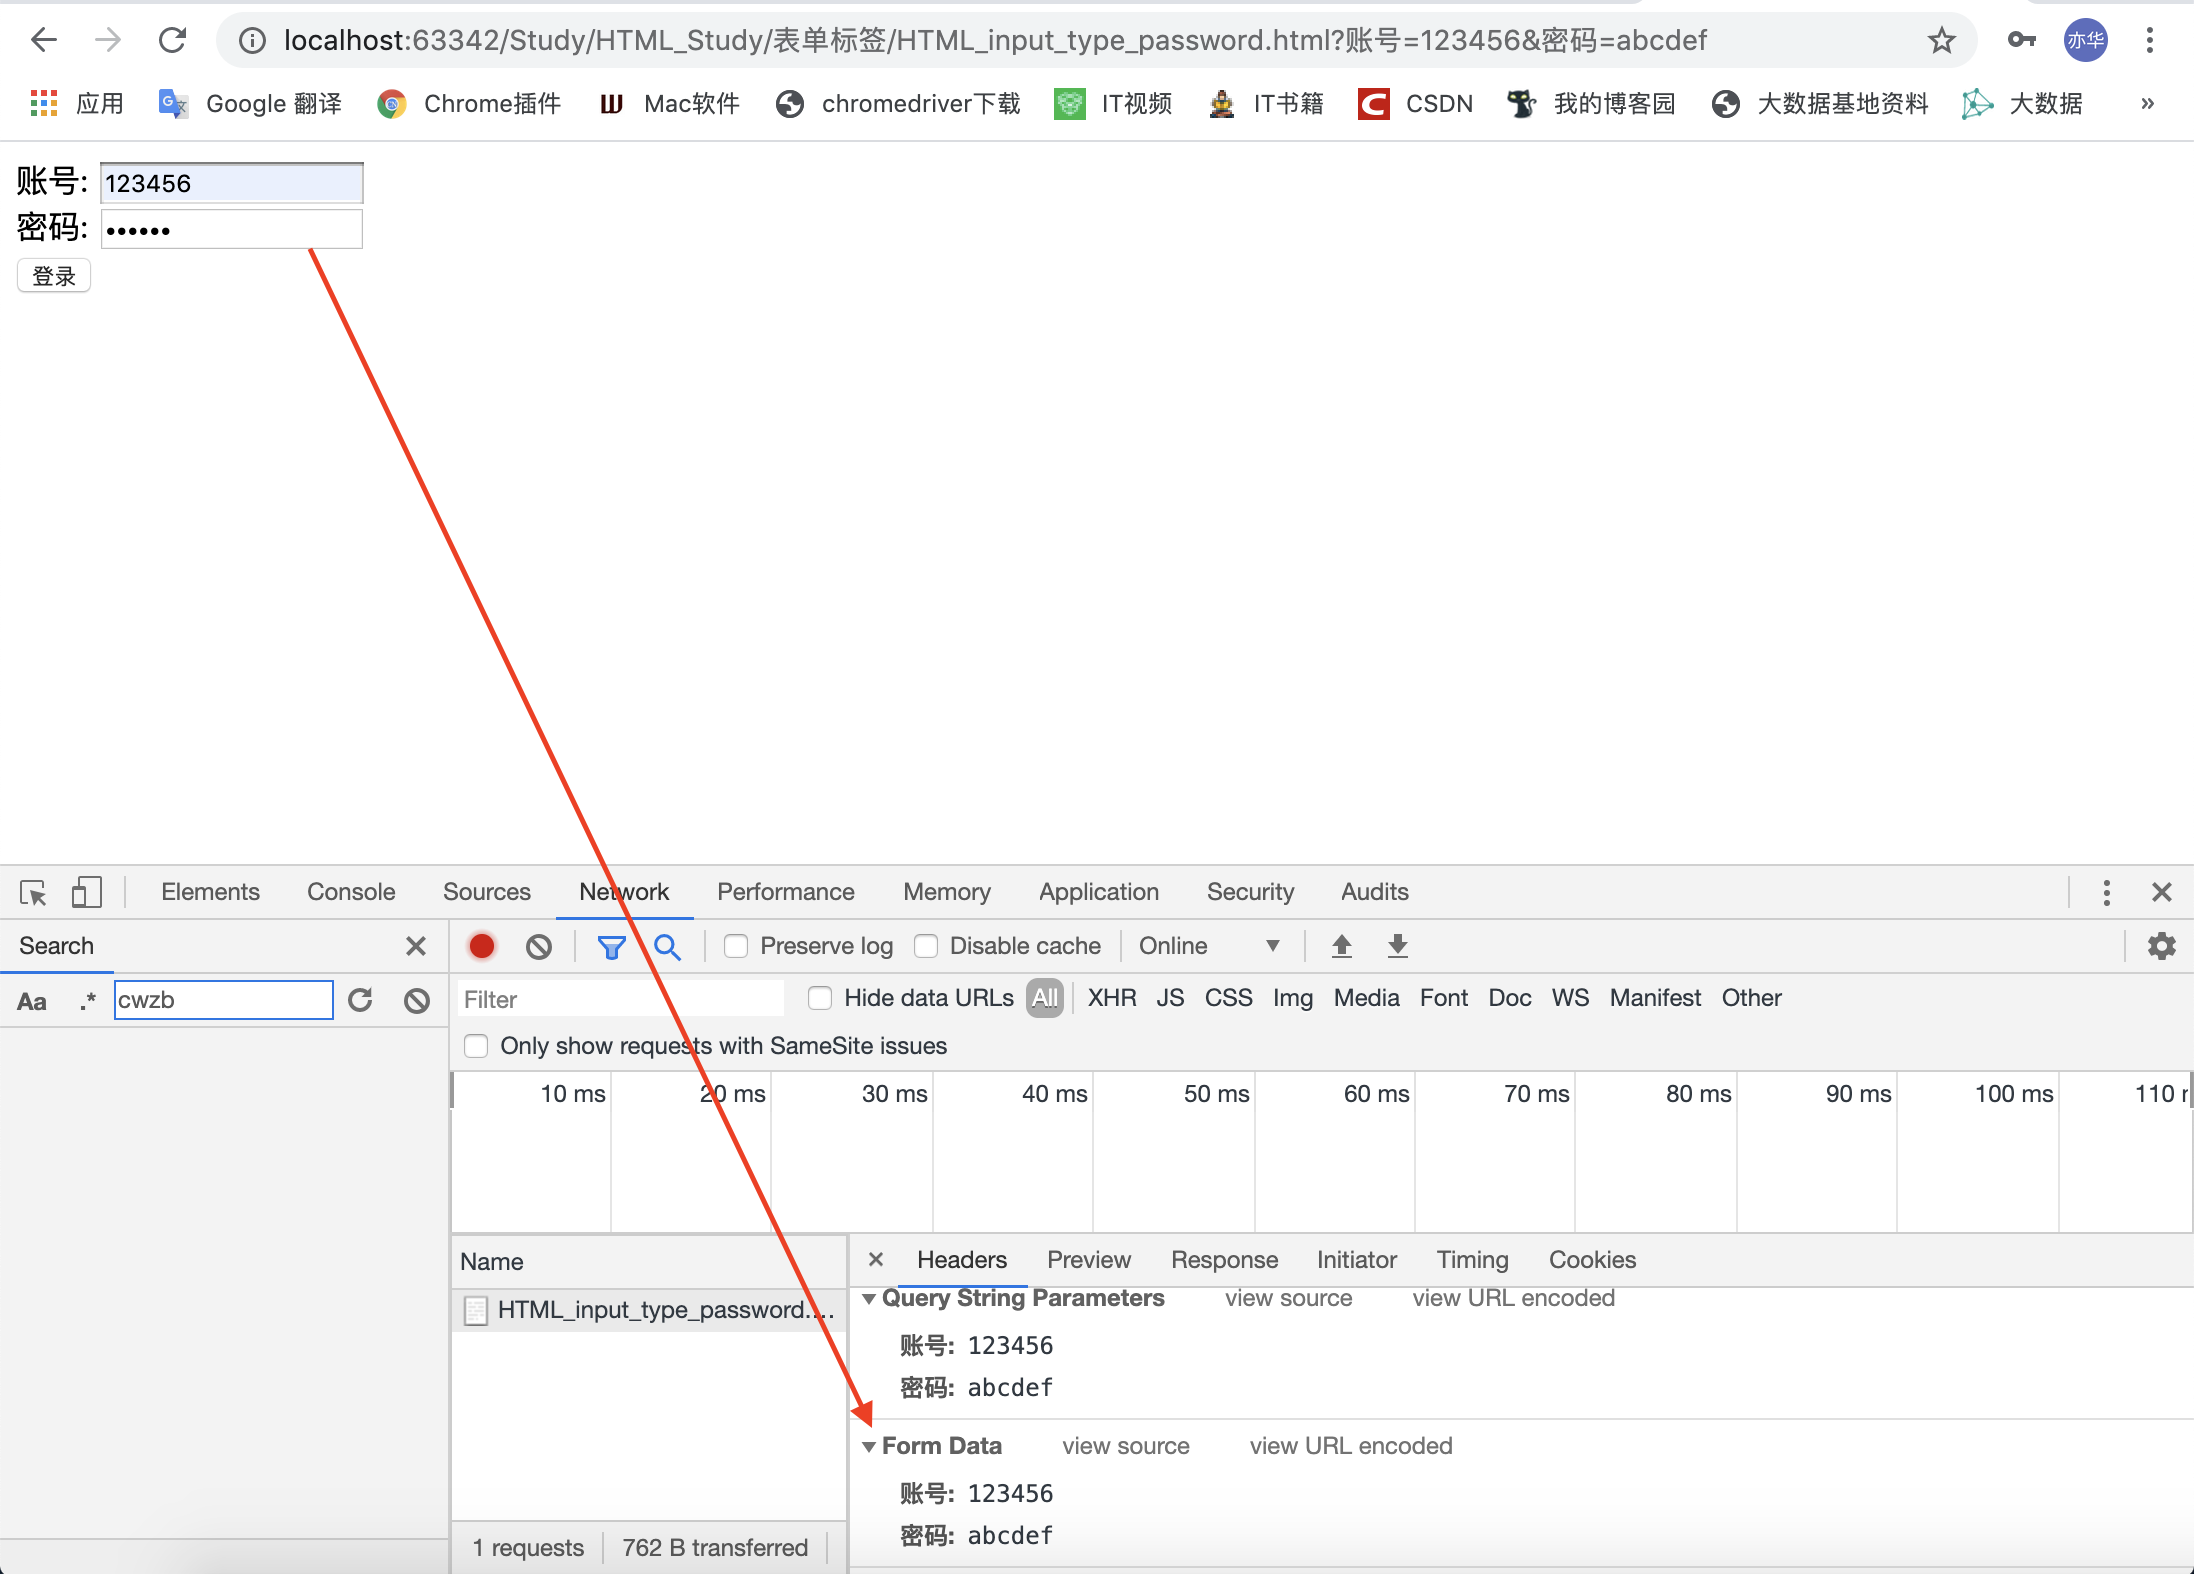 localhost:63342/Study/HTML_Study/表单标签/HTML_input_type_password.html?账号=123456&密码=abcdef
亦华
应用 Google 翻译 Chrome插件 Mac软件 chromedriver下载 IT视频 IT书籍 CSDN 我的博客园 大数据基地资料 大数据 »
账号: 123456
密码: ••••••
登录
Elements Console Sources Network Performance Memory Application Security Audits
Search
Preserve log Disable cache Online
Aa .* cwzb
Filter Hide data URLs All XHR JS CSS Img Media Font Doc WS Manifest Other
Only show requests with SameSite issues
10 ms 20 ms 30 ms 40 ms 50 ms 60 ms 70 ms 80 ms 90 ms 100 ms 110
Name
Headers Preview Response Initiator Timing Cookies
HTML_input_type_password....
Query String Parameters view source view URL encoded
账号: 123456
密码: abcdef
Form Data view source view URL encoded
账号: 123456
密码: abcdef
1 requests 762 B transferred